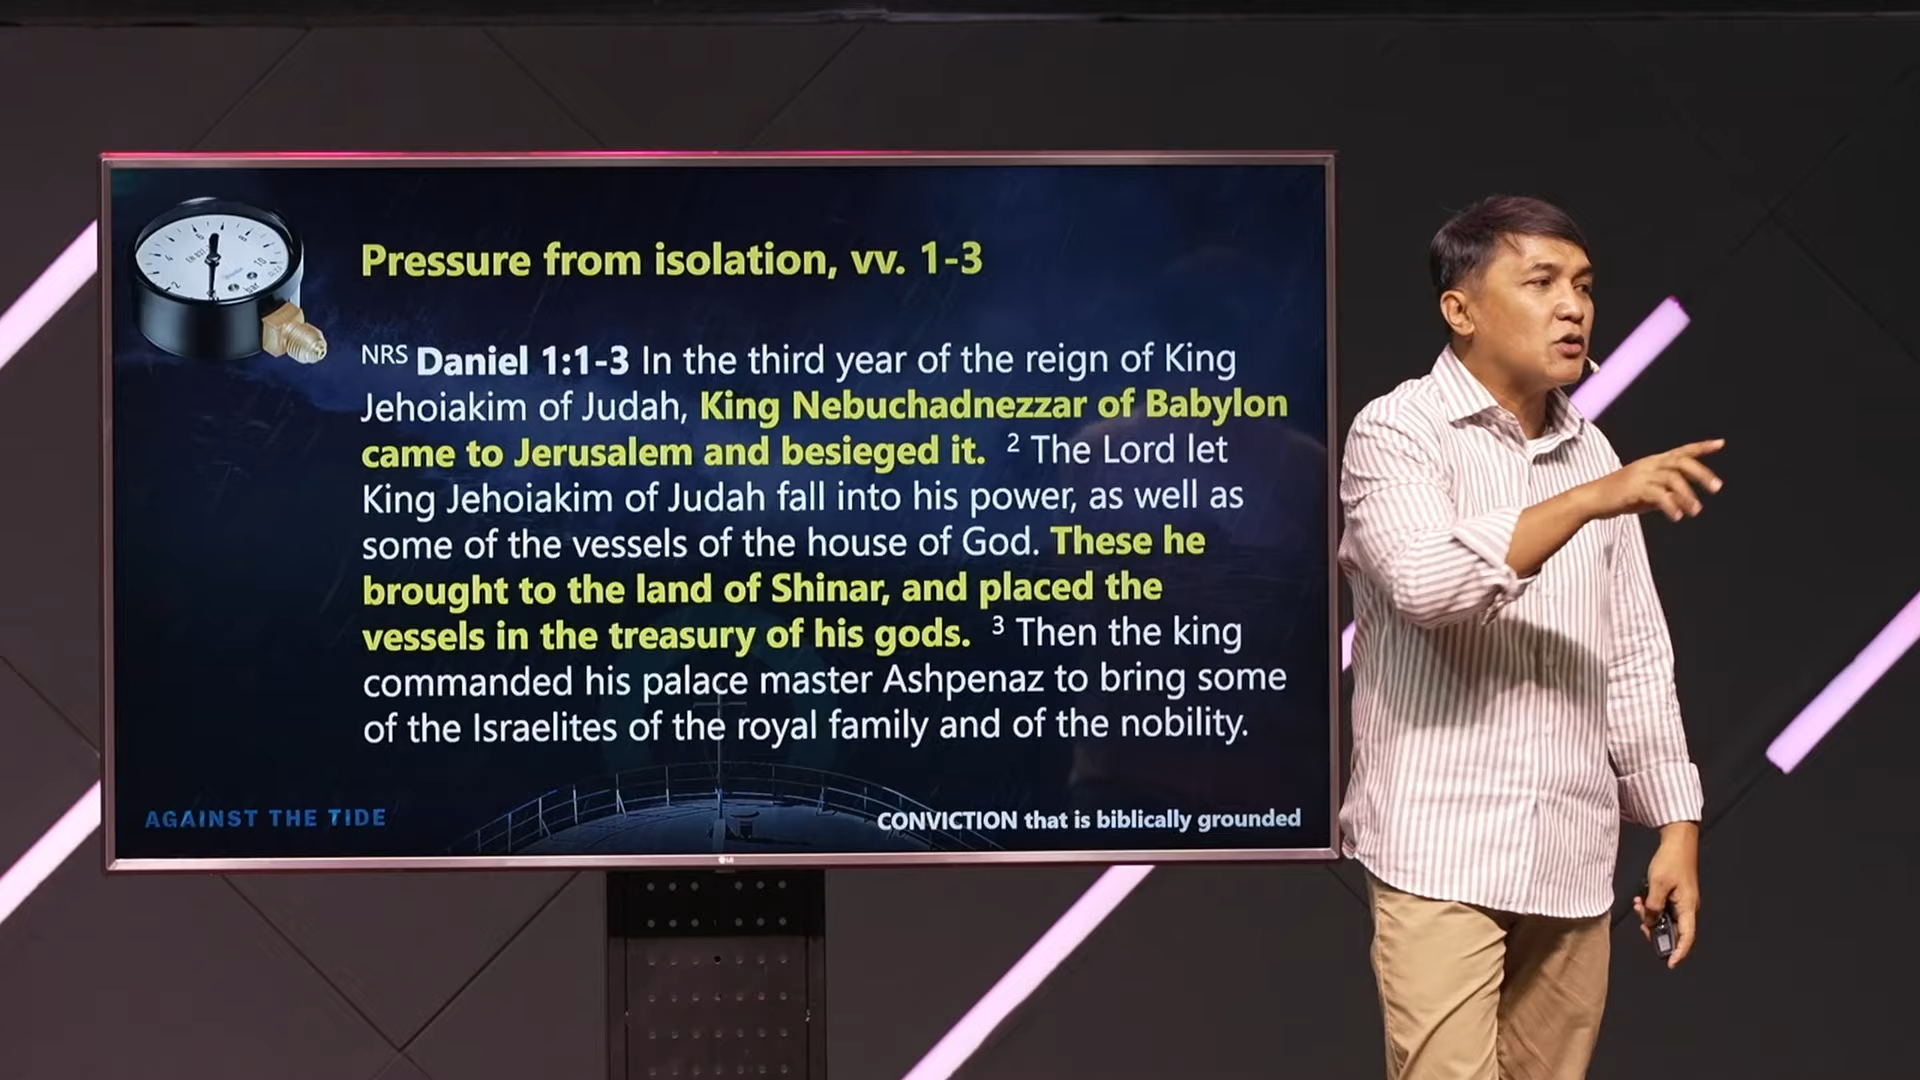 Pressure from isolation, vv. 1-3
NRS Daniel 1:1-3 In the third year of the reign of King
Jehoiakim of Judah, King Nebuchadnezzar of Babylon
came to Jerusalem and besieged it. 2 The Lord let
King Jehoiakim of Judah fall into his power, as well as
some of the vessels of the house of God. These he
brought to the land of Shinar, and placed the
vessels in the treasury of his gods. 3 Then the king
commanded his palace master Ashpenaz to bring some
of the Israelites of the royal family and of the nobility.
AGAINST THE TIDE
CONVICTION that is biblically grounded
LG